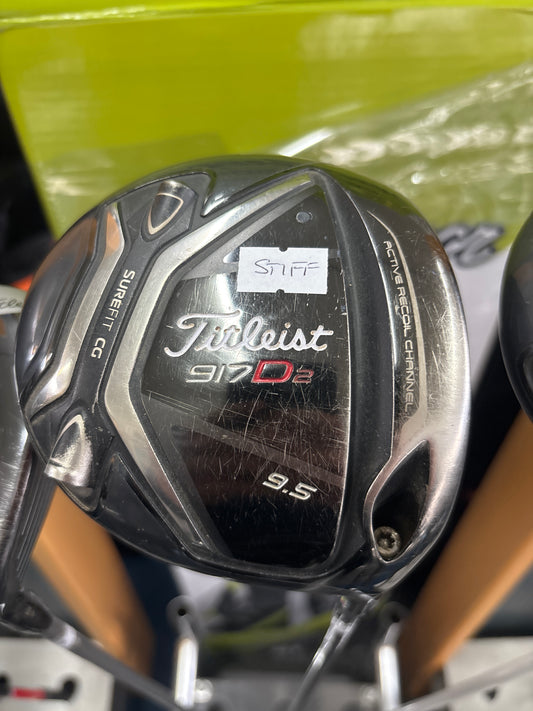 STIFF
Titleist
917D2
9.5
SUREFIT CG
ACTIVE RECOIL CHANNEL